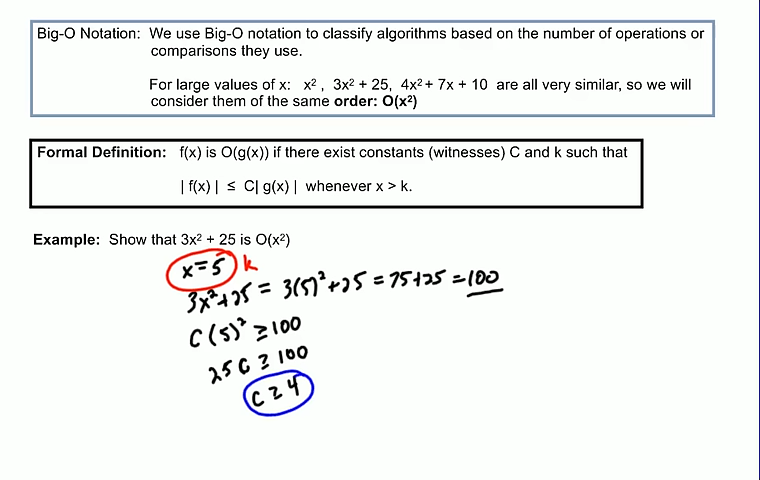 Big-O Notation: We use Big-O notation to classify algorithms based on the number of operations or
comparisons they use.
For large values of x: x², 3x² + 25, 4x² + 7x + 10 are all very similar, so we will
consider them of the same order: O(x²)
Formal Definition: f(x) is O(g(x)) if there exist constants (witnesses) C and k such that
| f(x) | ≤ C| g(x) | whenever x > k.
Example: Show that 3x² + 25 is O(x²)
x=5 k
3x²+25 = 3(5)²+25 = 75+25 = 100
C(5)² ≥ 100
25C ≥ 100
C ≥ 4